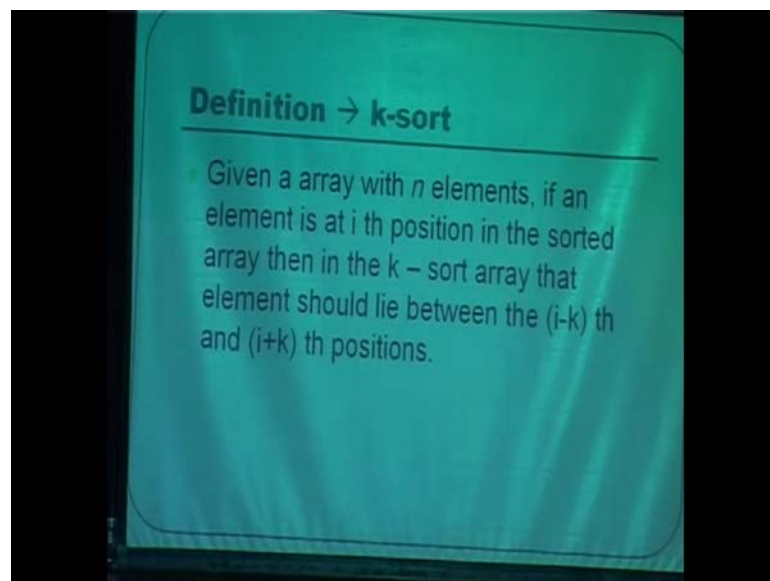 Definition → k-sort
Given a array with n elements, if an
element is at i th position in the sorted
array then in the k – sort array that
element should lie between the (i-k) th
and (i+k) th positions.